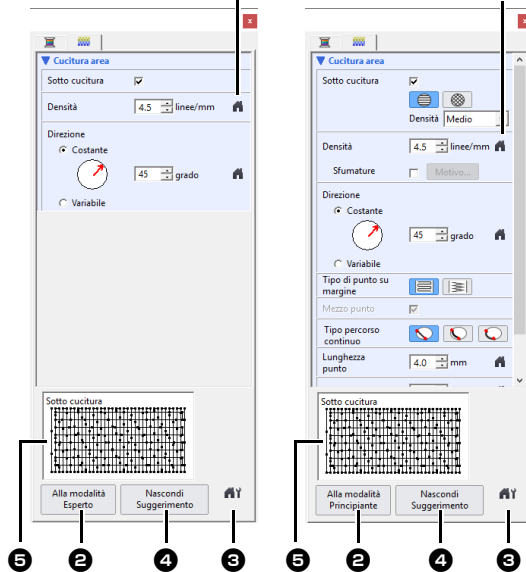 x
Cucitura area
Sotto cucitura
Densità 4.5 linee/mm
Direzione
Costante
45 grado
Variabile
Sotto cucitura
Alla modalità Esperto
Nascondi Suggerimento
5 2 4 3
x
Cucitura area
Sotto cucitura
Densità Medio
Densità 4.5 linee/mm
Sfumature Motivo...
Direzione
Costante
45 grado
Variabile
Tipo di punto su
margine
Mezzo punto
Tipo percorso
continuo
Lunghezza
punto 4.0 mm
Sotto cucitura
Alla modalità Principiante
Nascondi Suggerimento
5 2 4 3